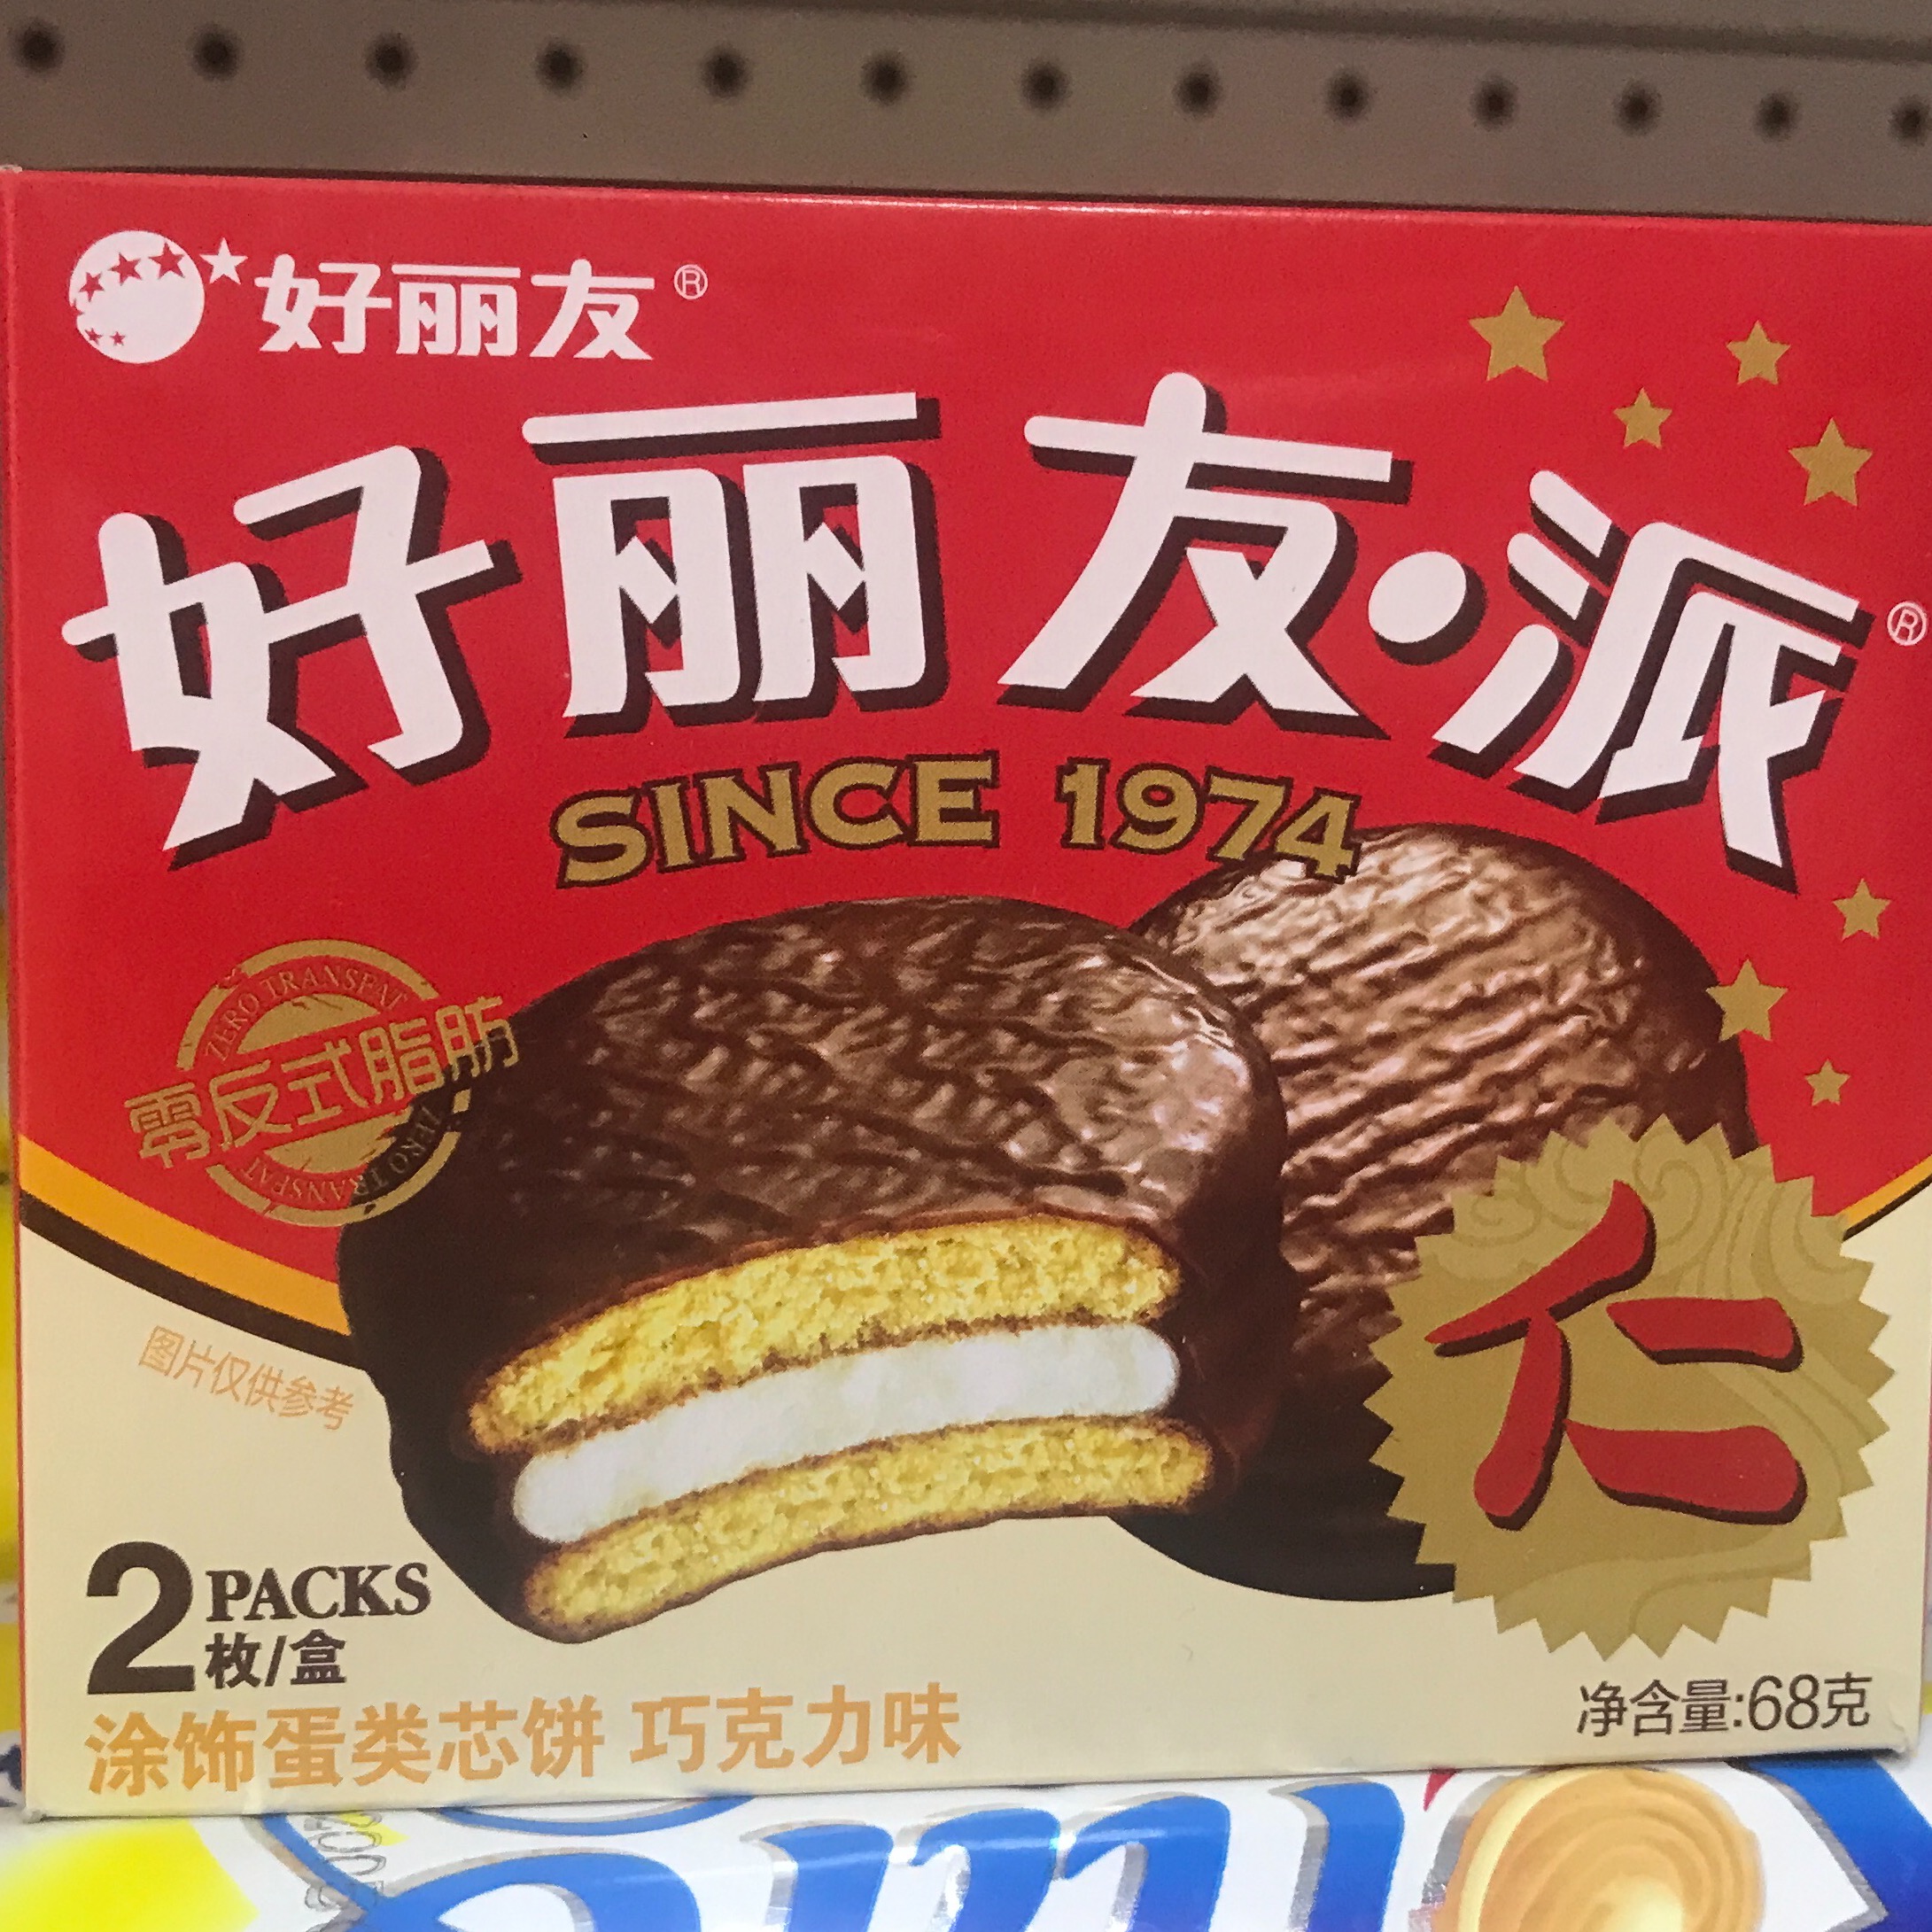 好丽友®
好丽友·派®
SINCE 1974
ZERO TRANSFAT
零反式脂肪
ZERO TRANSFAT
图片仅供参考
仁
2 PACKS
枚/盒
涂饰蛋类芯饼 巧克力味
净含量:68克